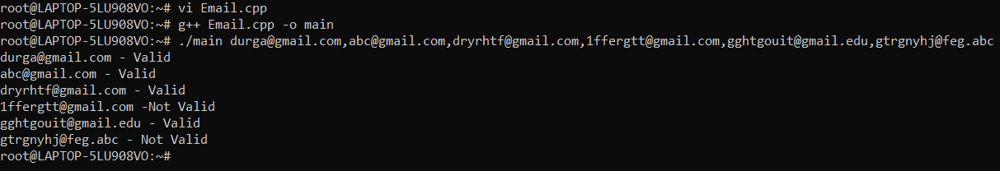 root@LAPTOP-5LU908VO:~# vi Email.cpp
root@LAPTOP-5LU908VO:~# g++ Email.cpp -o main
root@LAPTOP-5LU908VO:~# ./main durga@gmail.com,abc@gmail.com,dryrhtf@gmail.com,1ffergtt@gmail.com,gghtgouit@gmail.edu,gtrgnyhj@feg.abc
durga@gmail.com - Valid
abc@gmail.com - Valid
dryrhtf@gmail.com - Valid
1ffergtt@gmail.com -Not Valid
gghtgouit@gmail.edu - Valid
gtrgnyhj@feg.abc - Not Valid
root@LAPTOP-5LU908VO:~#